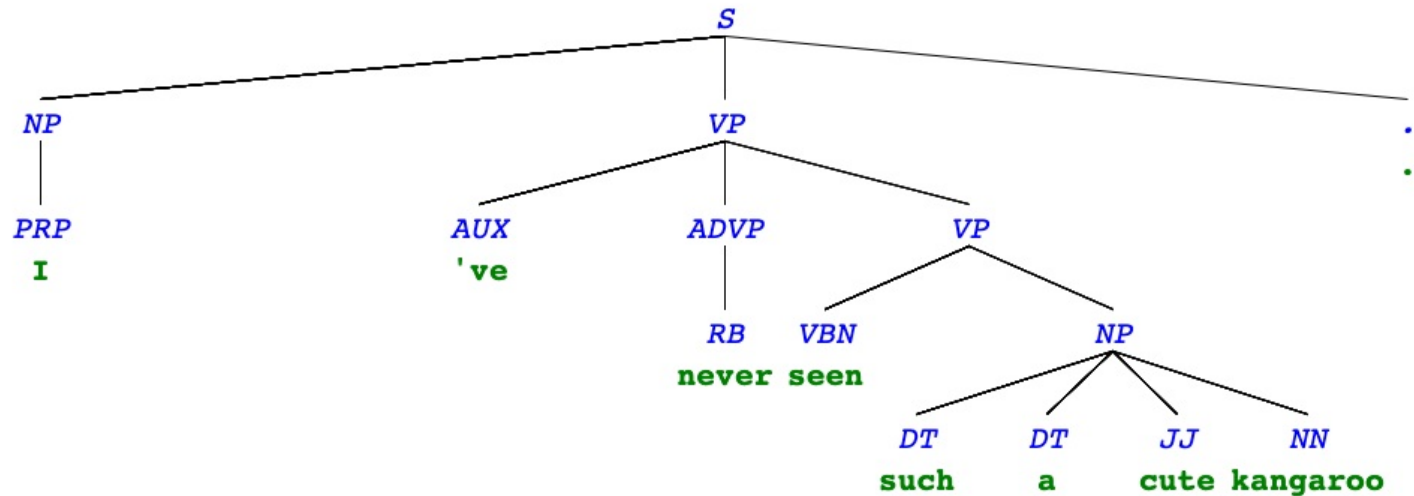 S
NP VP .
.
PRP AUX ADVP VP
I 've
RB VBN NP
never seen
DT DT JJ NN
such a cute kangaroo